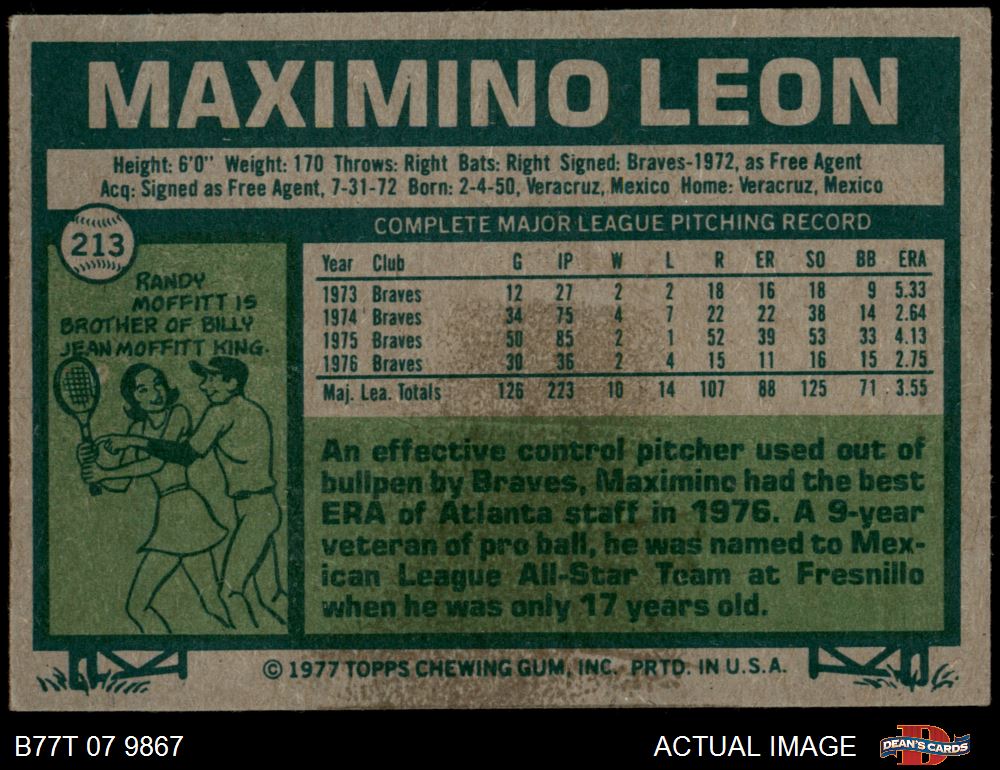 MAXIMINO LEON
Height: 6'0" Weight: 170 Throws: Right Bats: Right Signed: Braves-1972, as Free Agent
Acq: Signed as Free Agent, 7-31-72 Born: 2-4-50, Veracruz, Mexico Home: Veracruz, Mexico
213
RANDY
MOFFITT IS
BROTHER OF BILLY
JEAN MOFFITT KING.
COMPLETE MAJOR LEAGUE PITCHING RECORD
Year Club G IP W L R ER SO BB ERA
1973 Braves 12 27 2 2 18 16 18 9 5.33
1974 Braves 34 75 4 7 22 22 38 14 2.64
1975 Braves 50 85 2 1 52 39 53 33 4.13
1976 Braves 30 36 2 4 15 11 16 15 2.75
Maj. Lea. Totals 126 223 10 14 107 88 125 71 3.55
An effective control pitcher used out of
bullpen by Braves, Maximino had the best
ERA of Atlanta staff in 1976. A 9-year
veteran of pro ball, he was named to Mex-
ican League All-Star Team at Fresnillo
when he was only 17 years old.
© 1977 TOPPS CHEWING GUM, INC. PRTD. IN U.S.A.
B77T 07 9867
ACTUAL IMAGE
DEAN'S CARDS